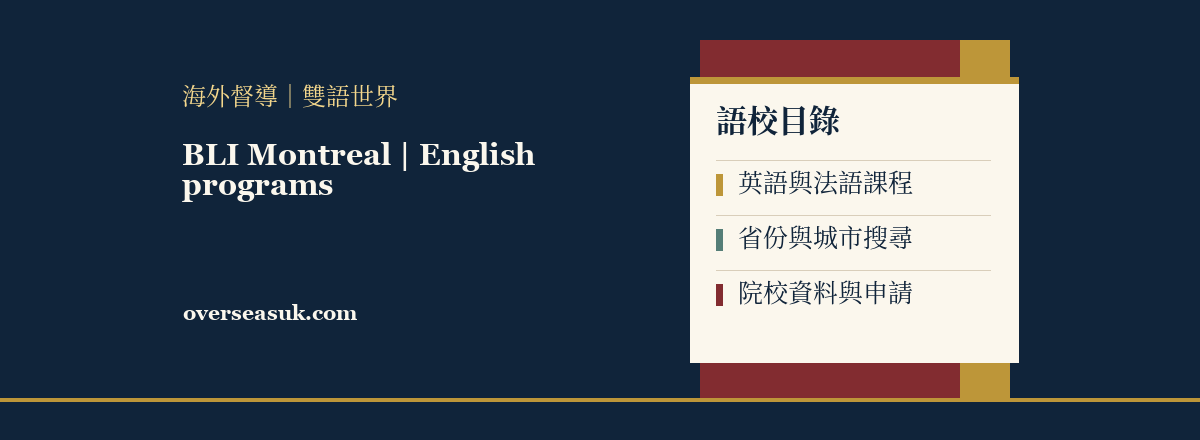 海外督導｜雙語世界
BLI Montreal | English
programs
overseasuk.com
語校目錄
英語與法語課程
省份與城市搜尋
院校資料與申請